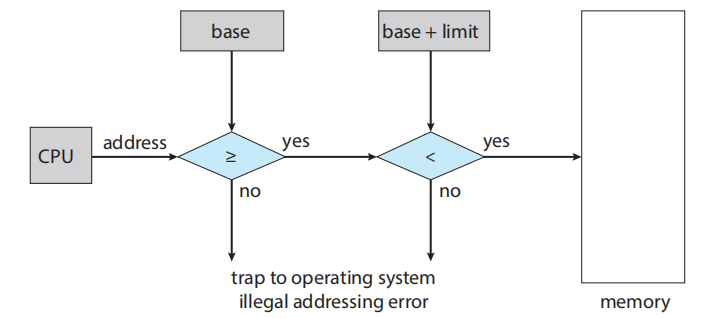 base
base + limit
CPU
address
≥
yes
<
yes
no
no
trap to operating system
illegal addressing error
memory